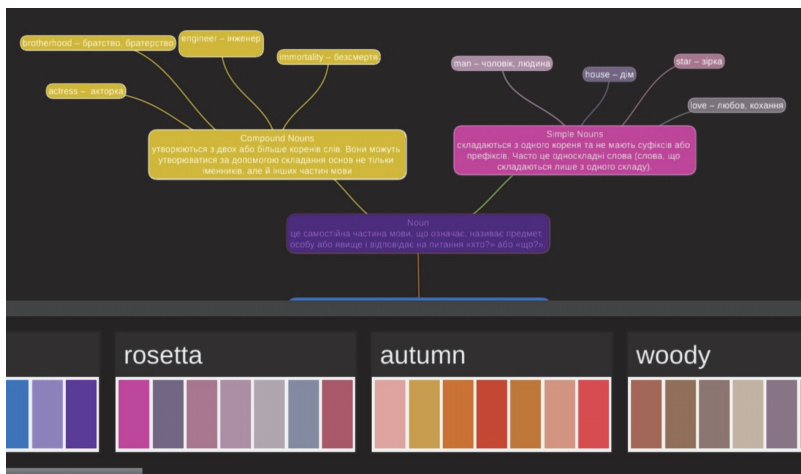 brotherhood – братство, братерство
engineer – інженер
immortality – безсмертя
actress – акторка
man – чоловік, людина
house – дім
star – зірка
love – любов, кохання
Compound Nouns
утворюються з двох або більше коренів слів. Вони можуть
утворюватися за допомогою складання основ не тільки
іменників, але й інших частин мови
Simple Nouns
складаються з одного кореня та не мають суфіксів або
префіксів. Часто це односкладні слова (слова, що
складаються лише з одного складу).
Noun
це самостійна частина мови, що означає, називає предмет,
особу або явище і відповідає на питання «хто?» або «що?».
rosetta
autumn
woody